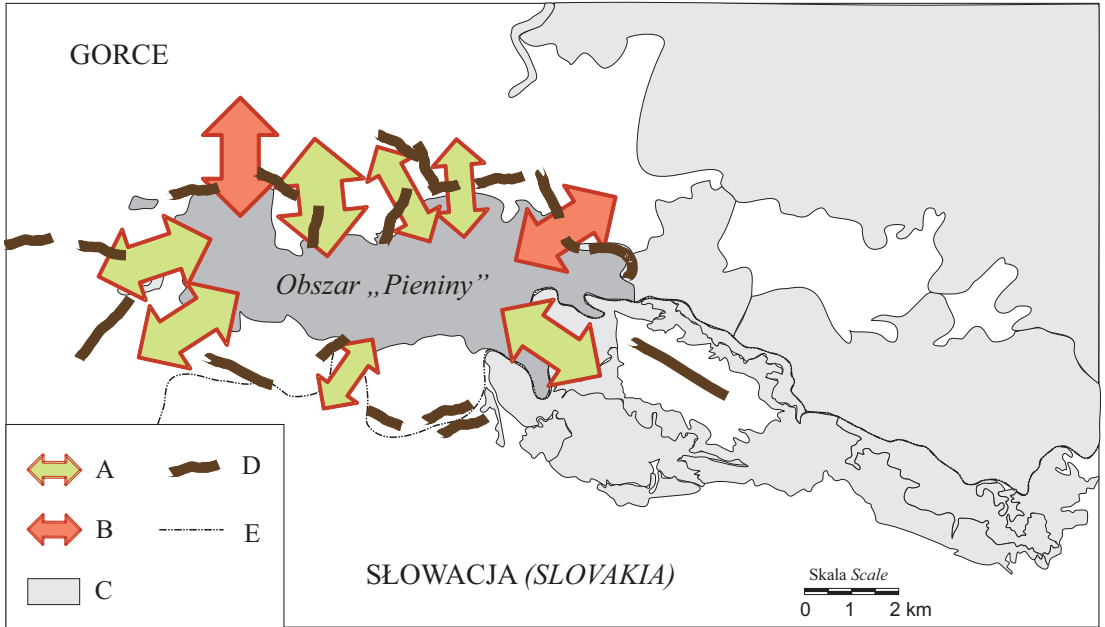 GORCE
Obszar „Pieniny”
A
D
B
E
C
SŁOWACJA (SLOVAKIA)
Skala Scale
0 1 2 km